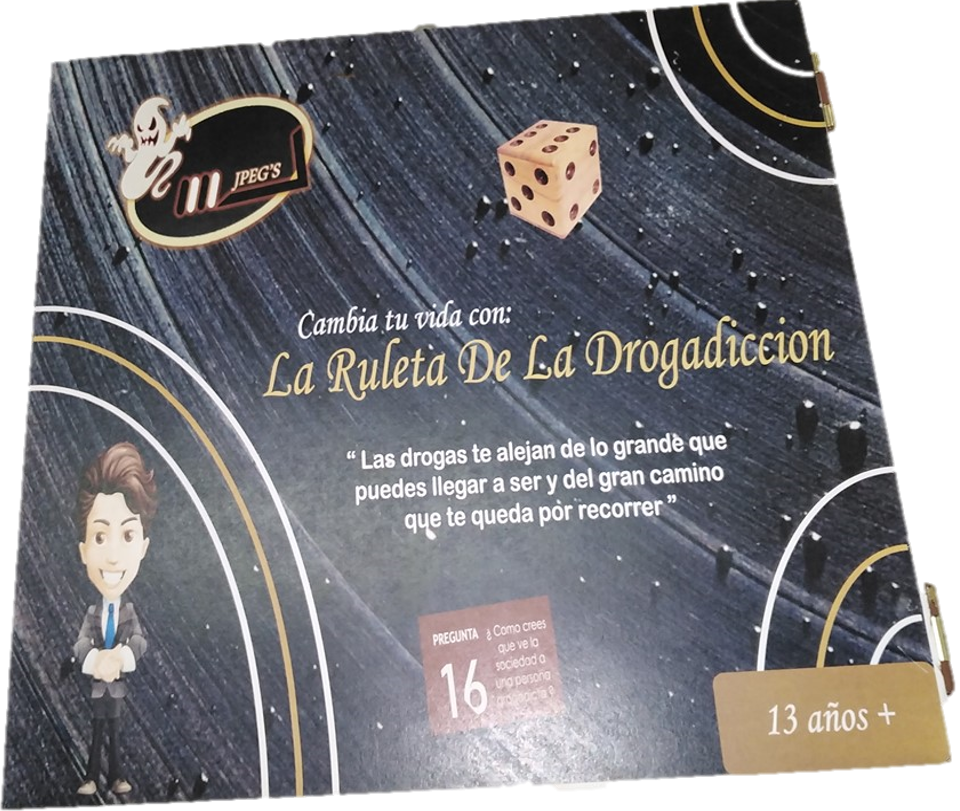 JPEG'S
Cambia tu vida con:
La Ruleta De La Drogadiccion
“ Las drogas te alejan de lo grande que
puedes llegar a ser y del gran camino
que te queda por recorrer ”
PREGUNTA
16
¿ Como crees
que ve la
sociedad a
una persona
13 años +